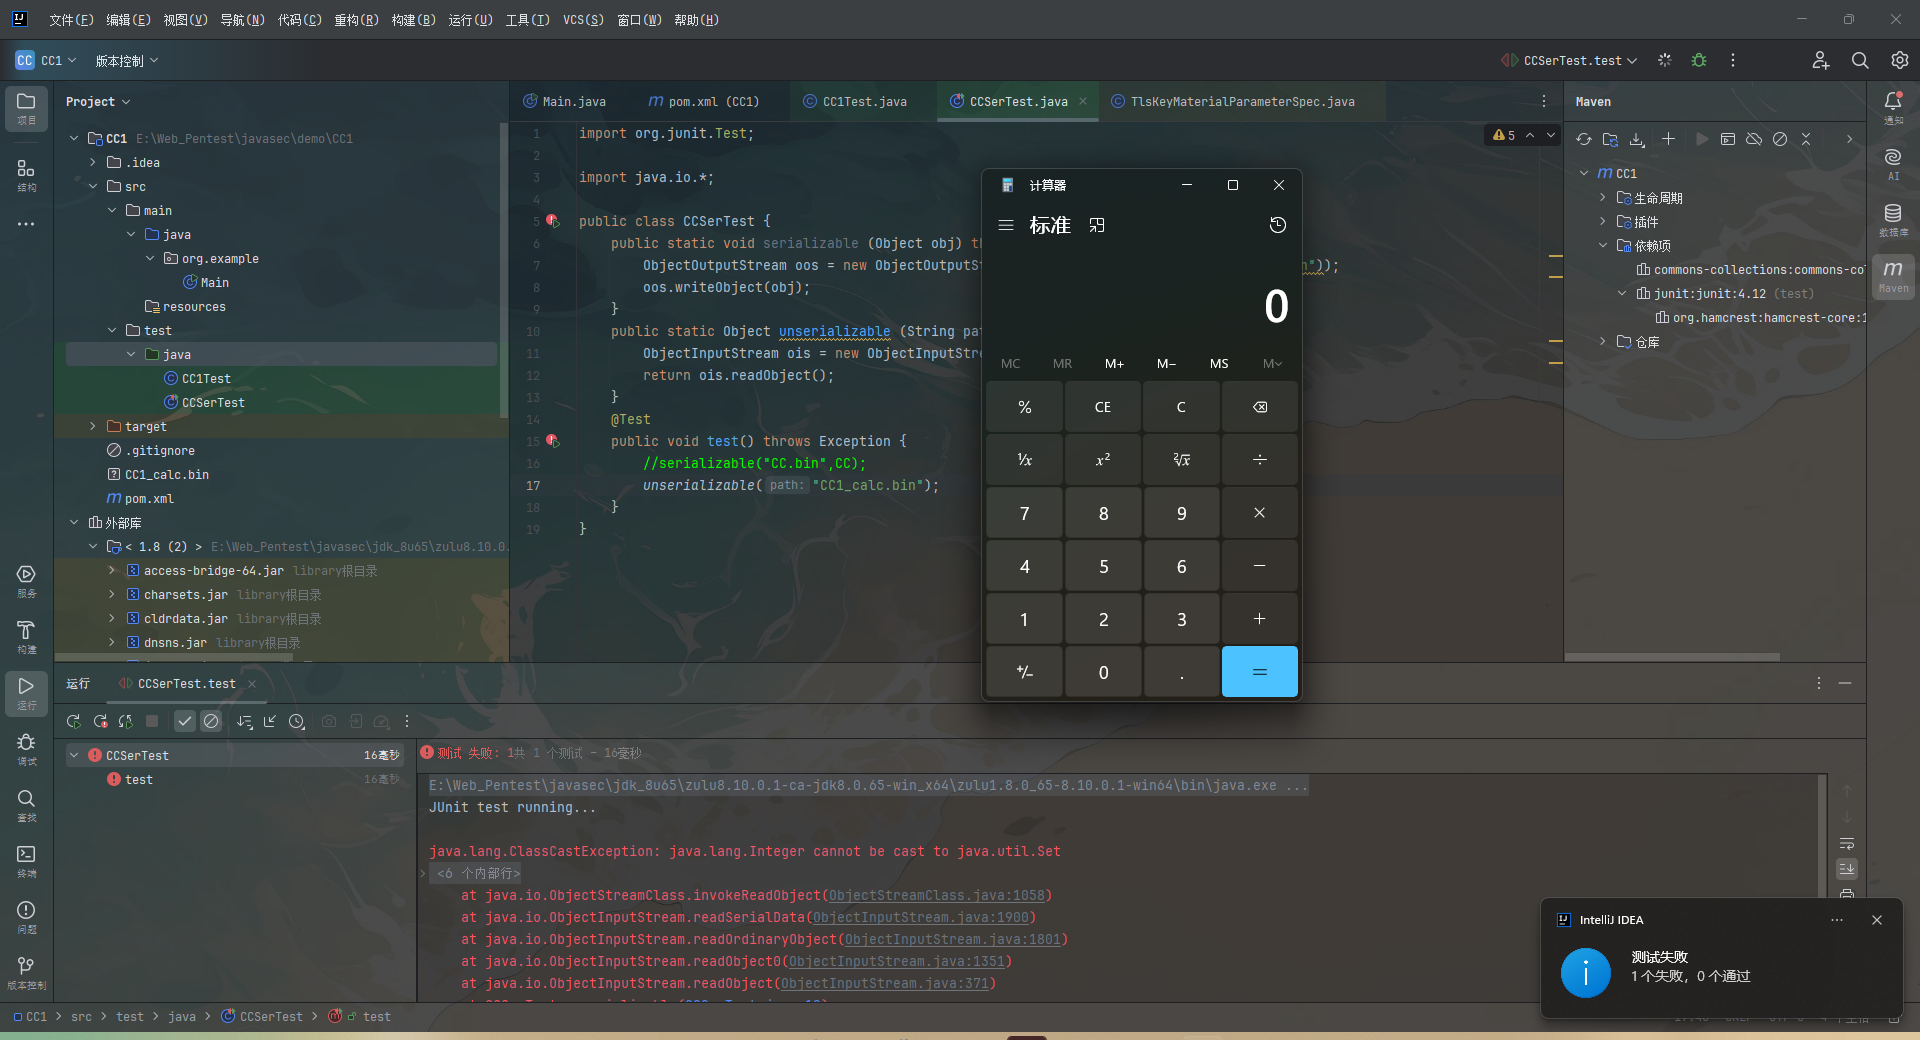 文件(F) 编辑(E) 视图(V) 导航(N) 代码(C) 重构(R) 构建(B) 运行(U) 工具(T) VCS(S) 窗口(W) 帮助(H)
CC CC1 版本控制 CCSerTest.test
Project
Main.java pom.xml (CC1) CC1Test.java CCSerTest.java TlsKeyMaterialParameterSpec.java
Maven
项目
结构
服务
构建
运行
调试
查找
终端
问题
版本控制
CC1 E:\Web_Pentest\javasec\demo\CC1
.idea
src
main
java
org.example
Main
resources
test
java
CC1Test
CCSerTest
target
.gitignore
CC1_calc.bin
pom.xml
外部库
< 1.8 (2) > E:\Web_Pentest\javasec\jdk_8u65\zulu8.10.0.
access-bridge-64.jar library根目录
charsets.jar library根目录
cldrdata.jar library根目录
dnsns.jar library根目录
5
1 import org.junit.Test;
2
3 import java.io.*;
4
5 public class CCSerTest {
6 public static void serializable (Object obj) th
7 ObjectOutputStream oos = new ObjectOutputSt n"));
8 oos.writeObject(obj);
9 }
10 public static Object unserializable (String pat
11 ObjectInputStream ois = new ObjectInputStre
12 return ois.readObject();
13 }
14 @Test
15 public void test() throws Exception {
16 //serializable("CC.bin",CC);
17 unserializable( path: "CC1_calc.bin");
18 }
19 }
计算器
标准
0
MC MR M+ M− MS M
% CE C
¹/x x² ²√x ÷
7 8 9 ×
4 5 6 −
1 2 3 +
+/− 0 . =
CC1
生命周期
插件
依赖项
commons-collections:commons-col
junit:junit:4.12 (test)
org.hamcrest:hamcrest-core:1
仓库
通知
AI
数据库
Maven
运行 CCSerTest.test
CCSerTest 16毫秒
test 16毫秒
测试 失败: 1共 1 个测试 – 16毫秒
E:\Web_Pentest\javasec\jdk_8u65\zulu8.10.0.1-ca-jdk8.0.65-win_x64\zulu1.8.0_65-8.10.0.1-win64\bin\java.exe ...
JUnit test running...
java.lang.ClassCastException: java.lang.Integer cannot be cast to java.util.Set
<6 个内部行>
at java.io.ObjectStreamClass.invokeReadObject(ObjectStreamClass.java:1058)
at java.io.ObjectInputStream.readSerialData(ObjectInputStream.java:1900)
at java.io.ObjectInputStream.readOrdinaryObject(ObjectInputStream.java:1801)
at java.io.ObjectInputStream.readObject0(ObjectInputStream.java:1351)
at java.io.ObjectInputStream.readObject(ObjectInputStream.java:371)
IntelliJ IDEA
测试失败
1 个失败，0 个通过
CC1 > src > test > java > CCSerTest > test